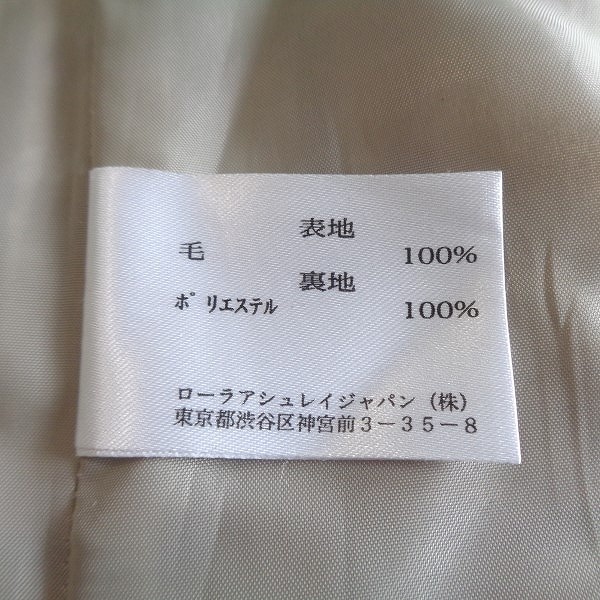 表地
毛 100%
裏地
ポリエステル 100%
ローラアシュレイジャパン（株）
東京都渋谷区神宮前３－３５－８